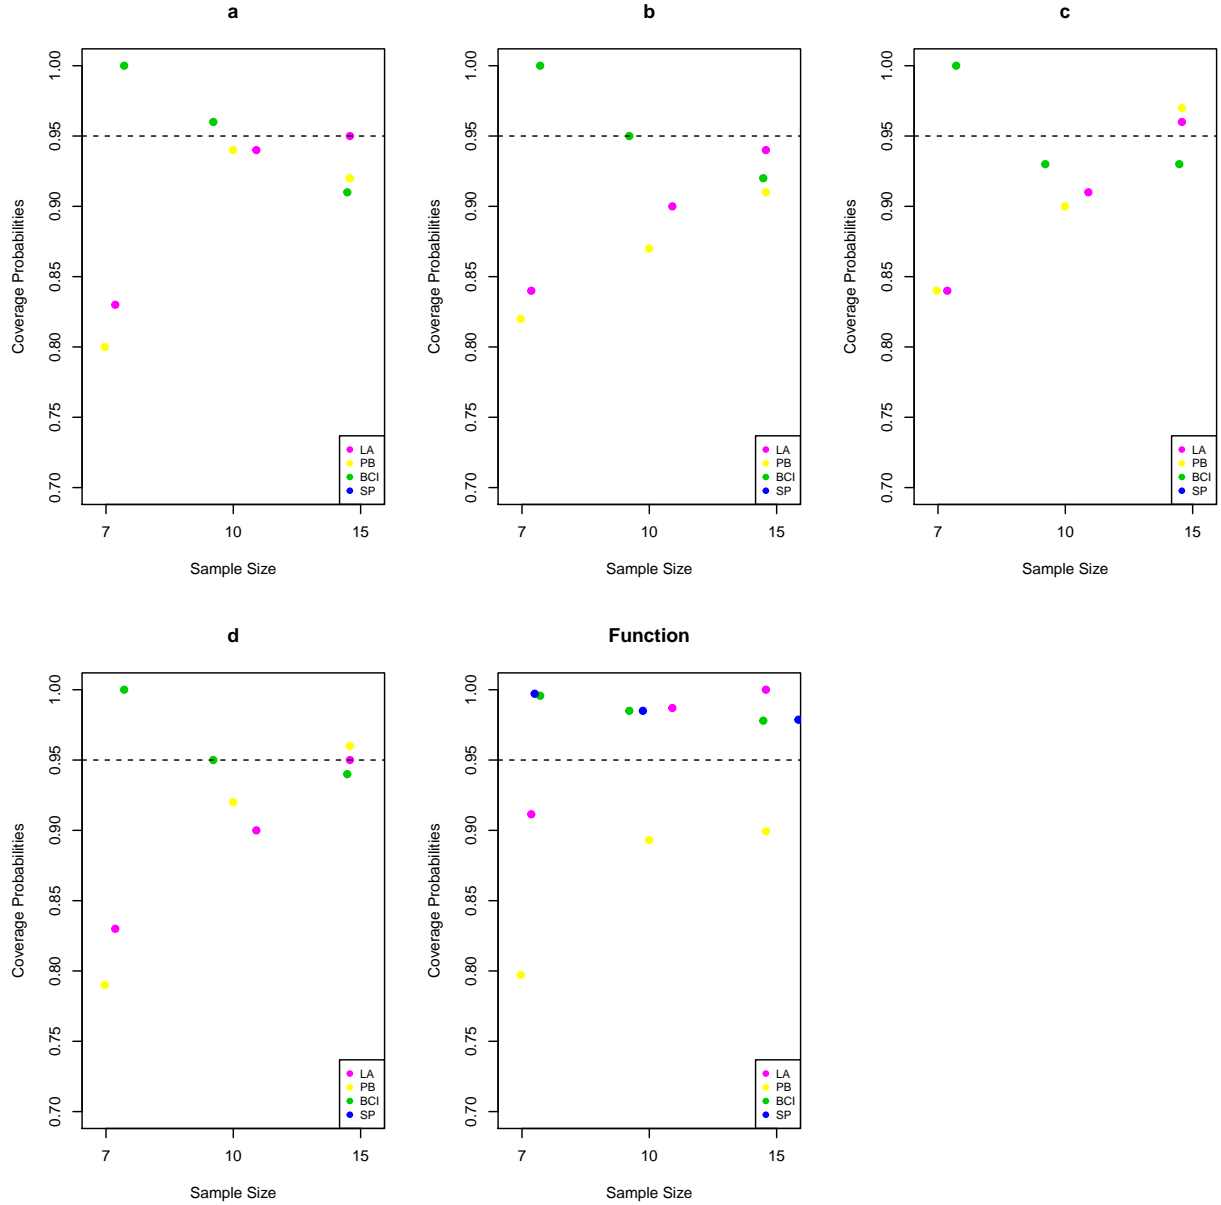 a
Coverage Probabilities
1.00
0.95
0.90
0.85
0.80
0.75
0.70
7
10
15
Sample Size
LA
PB
BCI
SP
b
Coverage Probabilities
1.00
0.95
0.90
0.85
0.80
0.75
0.70
7
10
15
Sample Size
LA
PB
BCI
SP
c
Coverage Probabilities
1.00
0.95
0.90
0.85
0.80
0.75
0.70
7
10
15
Sample Size
LA
PB
BCI
SP
d
Coverage Probabilities
1.00
0.95
0.90
0.85
0.80
0.75
0.70
7
10
15
Sample Size
LA
PB
BCI
SP
Function
Coverage Probabilities
1.00
0.95
0.90
0.85
0.80
0.75
0.70
7
10
15
Sample Size
LA
PB
BCI
SP